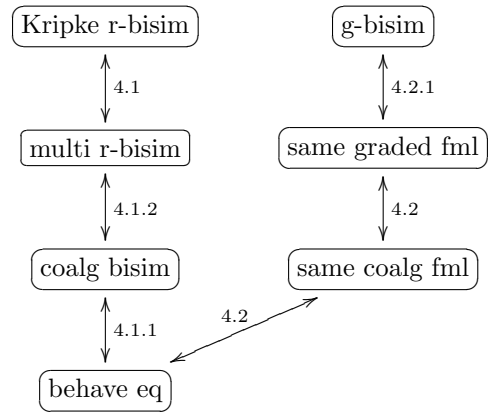 Kripke r-bisim
g-bisim
4.1
4.2.1
multi r-bisim
same graded fml
4.1.2
4.2
coalg bisim
same coalg fml
4.1.1
4.2
behave eq